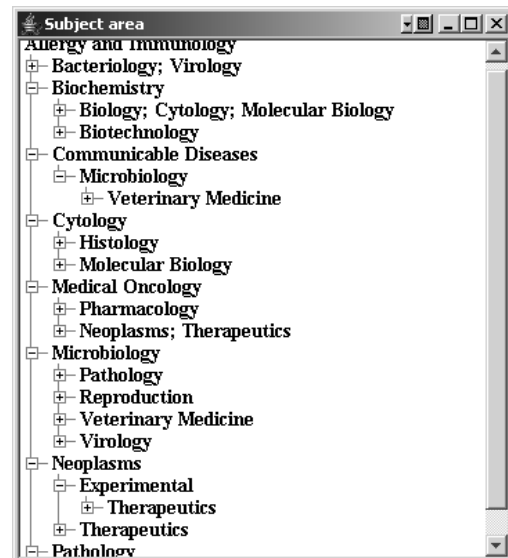 Subject area
Allergy and Immunology
Bacteriology; Virology
Biochemistry
Biology; Cytology; Molecular Biology
Biotechnology
Communicable Diseases
Microbiology
Veterinary Medicine
Cytology
Histology
Molecular Biology
Medical Oncology
Pharmacology
Neoplasms; Therapeutics
Microbiology
Pathology
Reproduction
Veterinary Medicine
Virology
Neoplasms
Experimental
Therapeutics
Therapeutics
Pathology